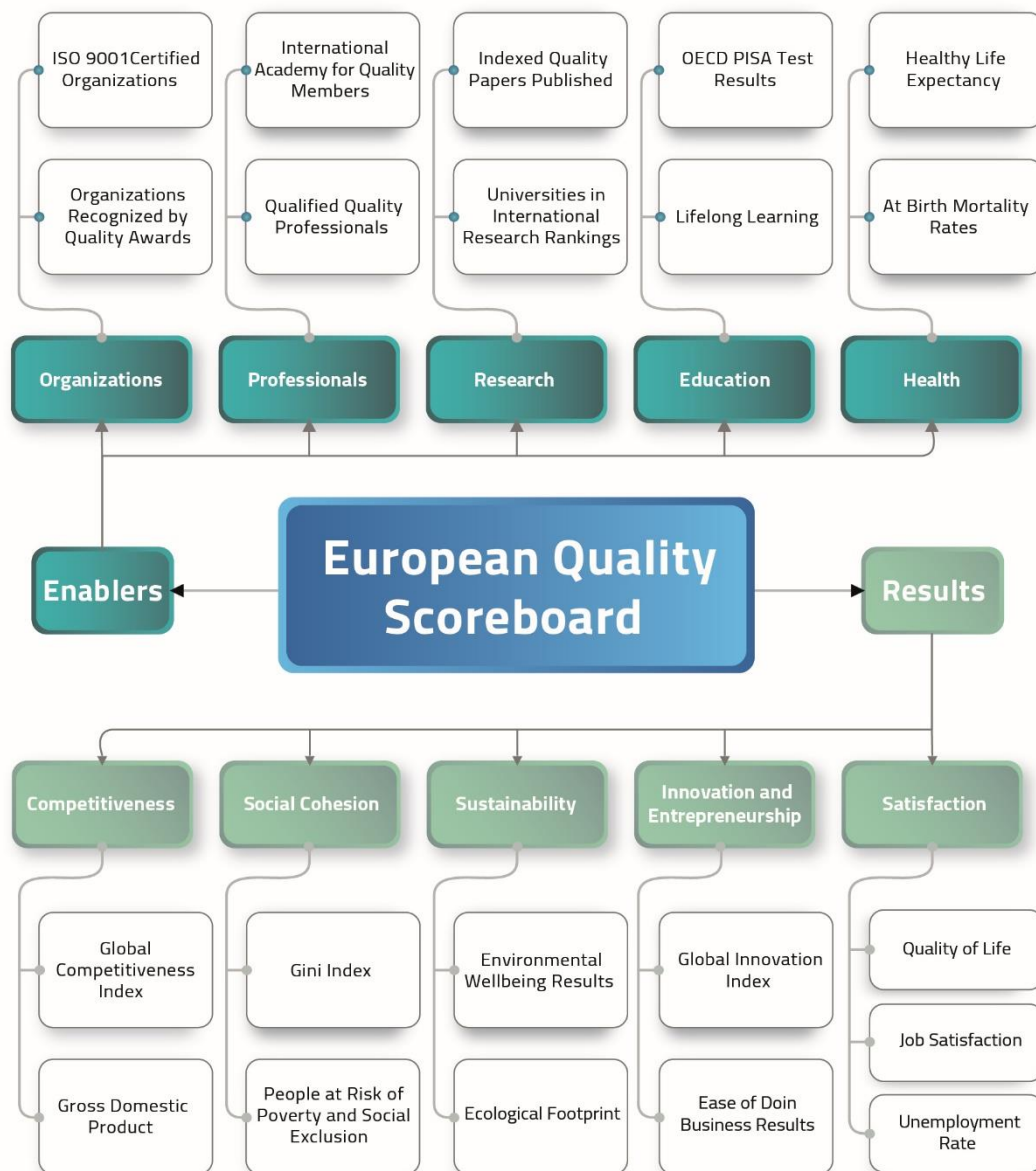 ISO 9001Certified
Organizations
International
Academy for Quality
Members
Indexed Quality
Papers Published
OECD PISA Test
Results
Healthy Life
Expectancy
Organizations
Recognized by
Quality Awards
Qualified Quality
Professionals
Universities in
International
Research Rankings
Lifelong Learning
At Birth Mortality
Rates
Organizations
Professionals
Research
Education
Health
Enablers
European Quality
Scoreboard
Results
Competitiveness
Social Cohesion
Sustainability
Innovation and
Entrepreneurship
Satisfaction
Global
Competitiveness
Index
Gini Index
Environmental
Wellbeing Results
Global Innovation
Index
Quality of Life
Job Satisfaction
Gross Domestic
Product
People at Risk of
Poverty and Social
Exclusion
Ecological Footprint
Ease of Doin
Business Results
Unemployment
Rate